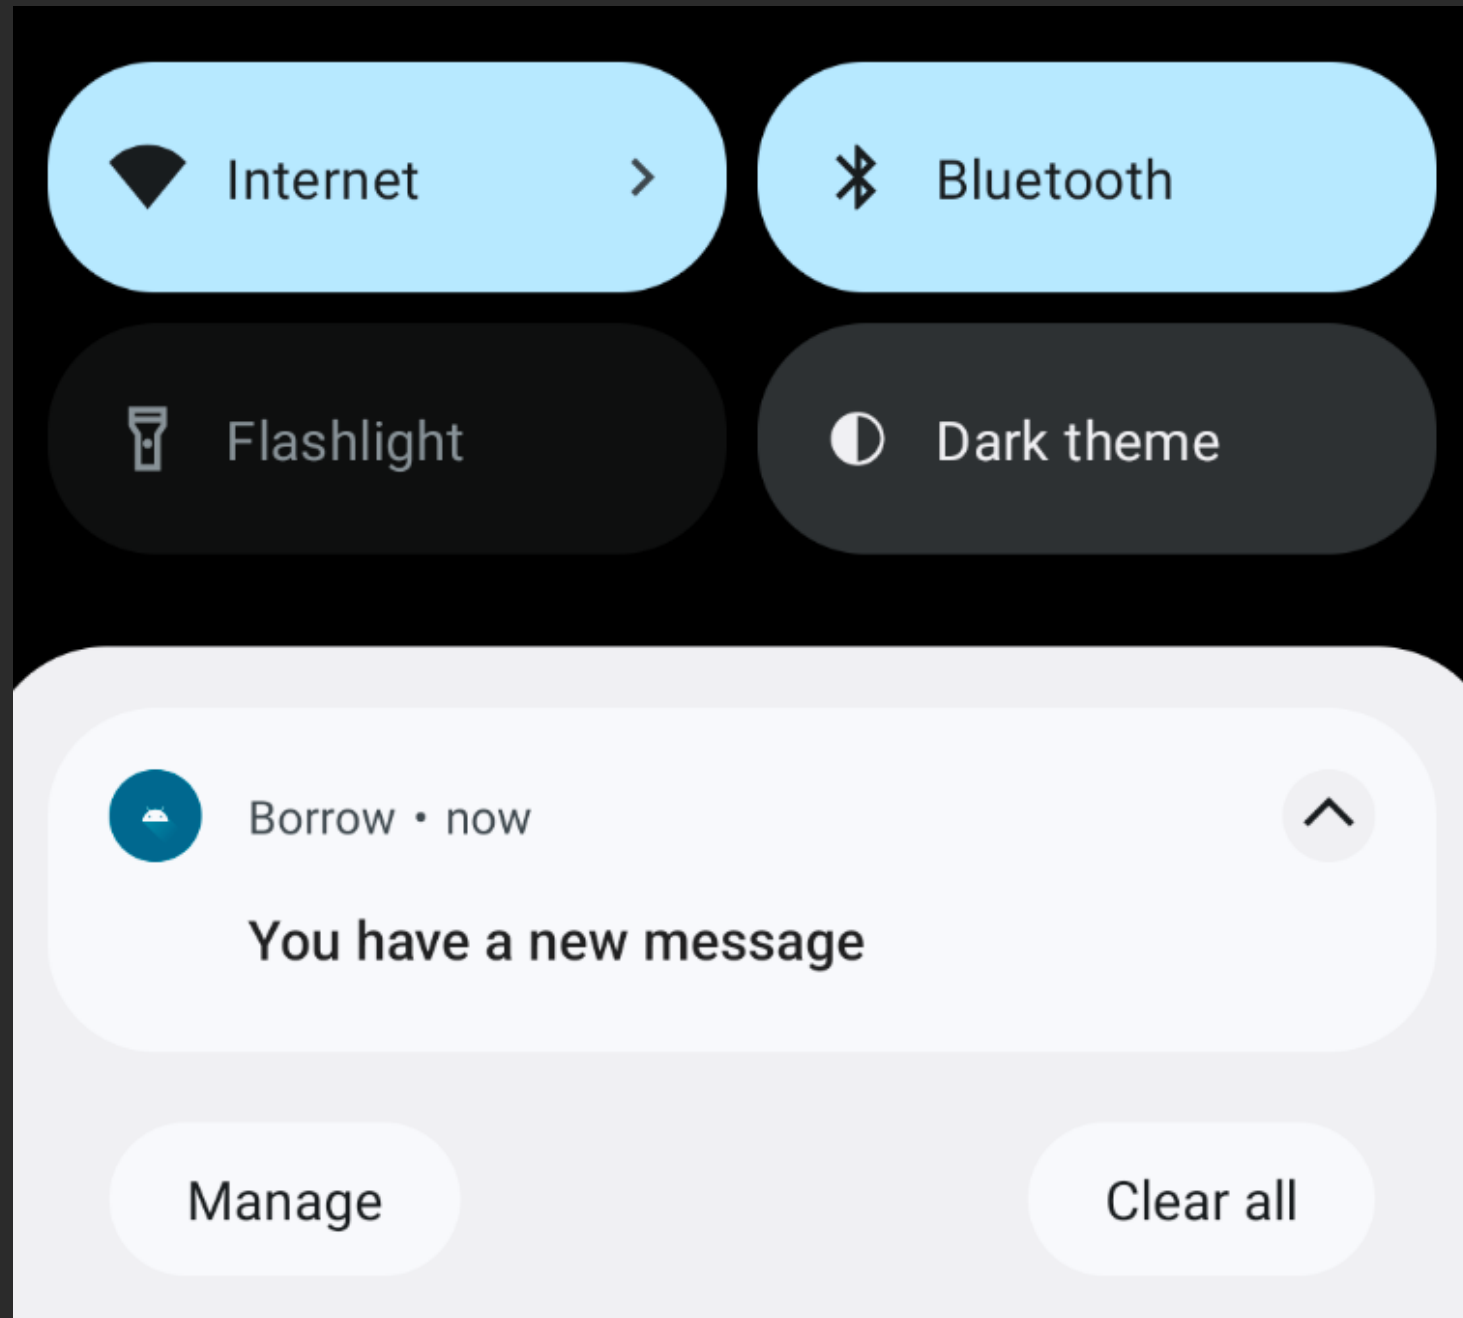 Internet
Bluetooth
Flashlight
Dark theme
Borrow • now
You have a new message
Manage
Clear all